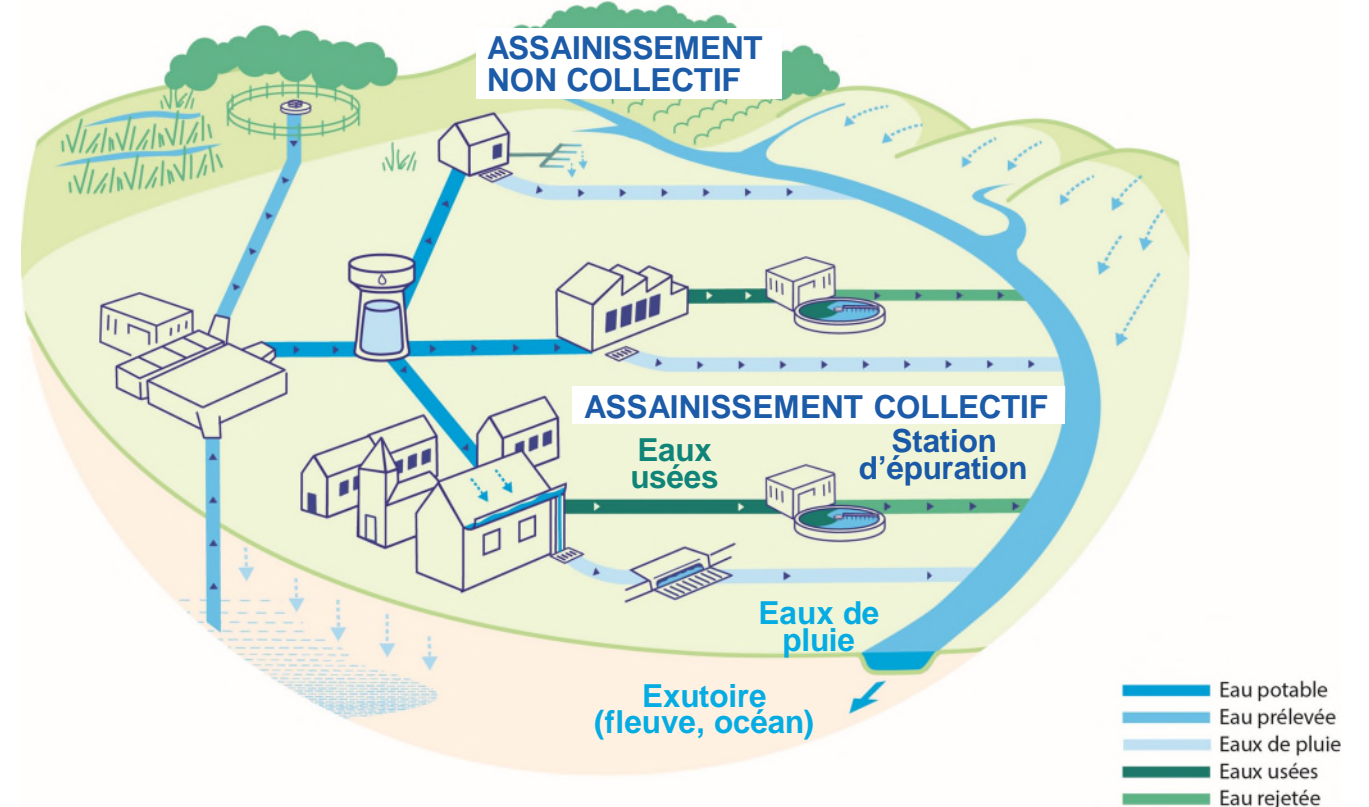 ASSAINISSEMENT
NON COLLECTIF
ASSAINISSEMENT COLLECTIF
Eaux
usées
Station
d’épuration
Eaux de
pluie
Exutoire
(fleuve, océan)
Eau potable
Eau prélevée
Eaux de pluie
Eaux usées
Eau rejetée